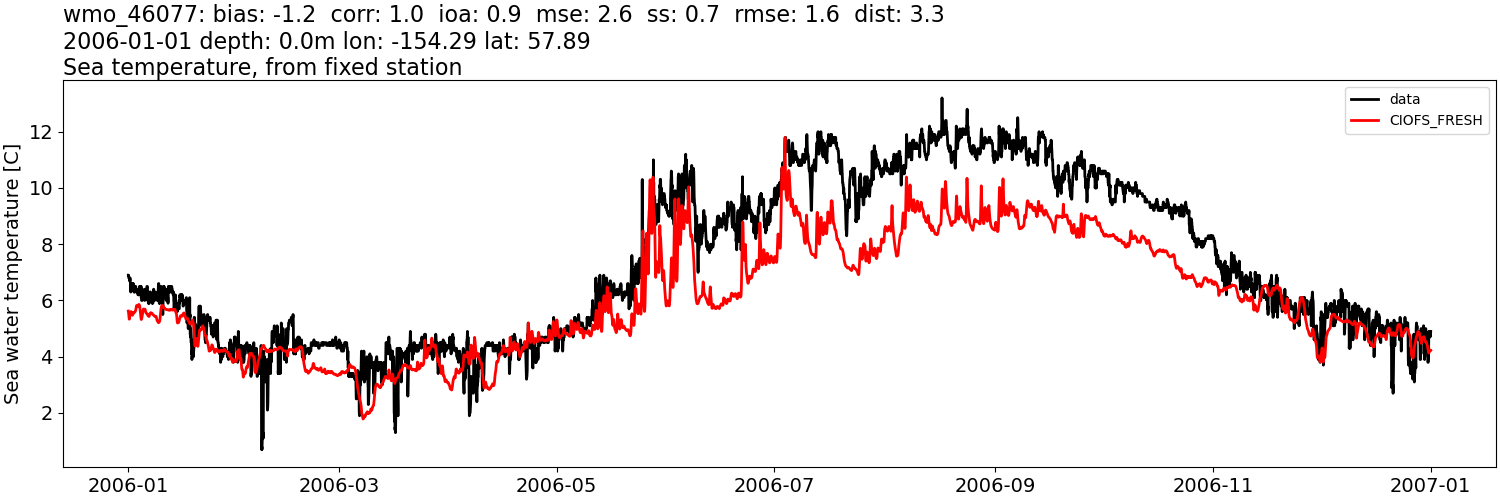 wmo_46077: bias: -1.2  corr: 1.0  ioa: 0.9  mse: 2.6  ss: 0.7  rmse: 1.6  dist: 3.3
2006-01-01 depth: 0.0m lon: -154.29 lat: 57.89
Sea temperature, from fixed station
data
CIOFS_FRESH
Sea water temperature [C]
12
10
8
6
4
2
2006-01
2006-03
2006-05
2006-07
2006-09
2006-11
2007-01